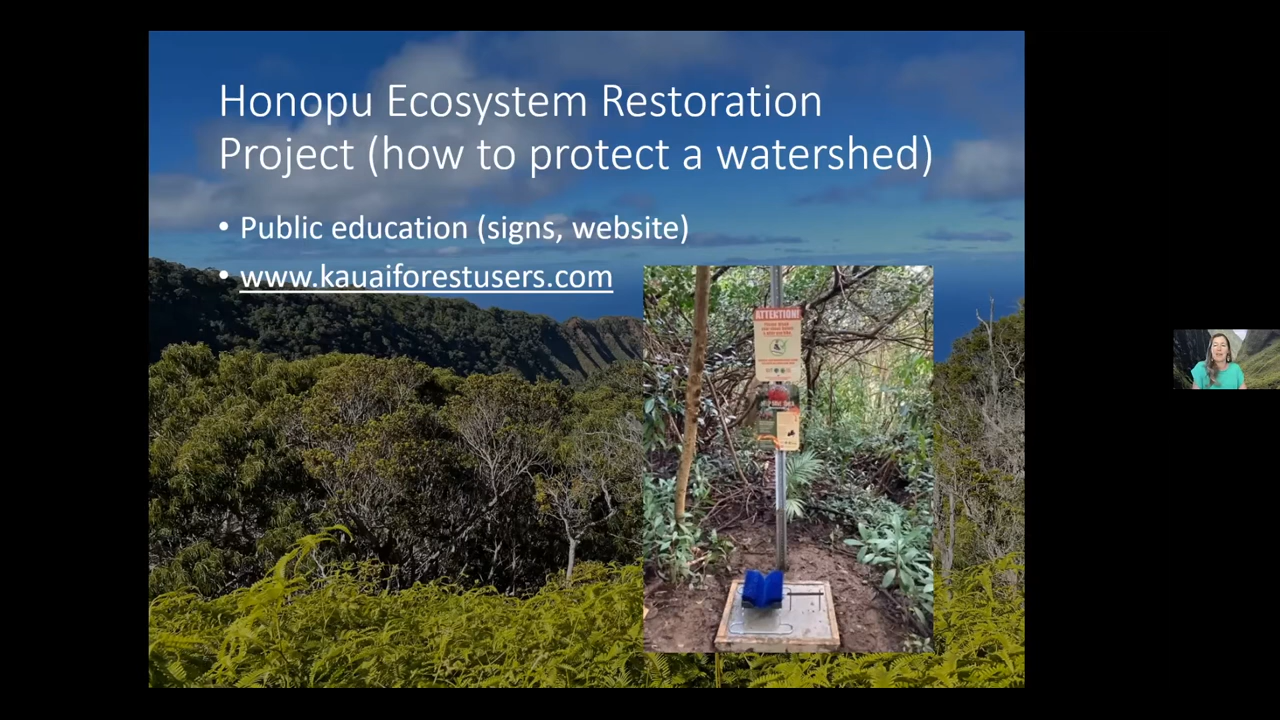 Honopu Ecosystem Restoration
Project (how to protect a watershed)
• Public education (signs, website)
• www.kauaiforestusers.com
ATTENTION!